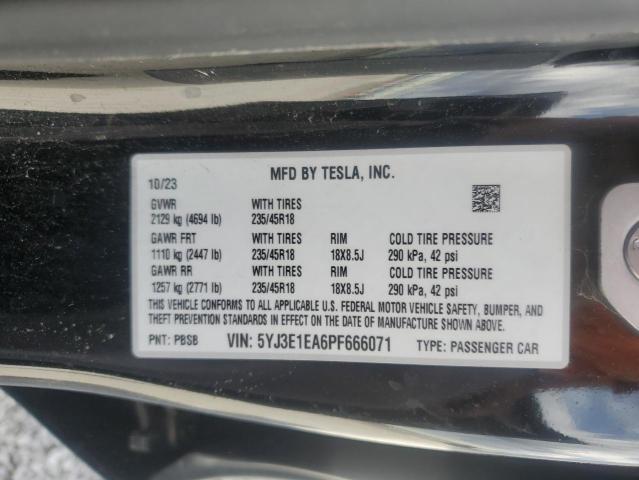 MFD BY TESLA, INC.
10/23
GVWR WITH TIRES
2129 kg (4694 lb) 235/45R18
GAWR FRT WITH TIRES RIM COLD TIRE PRESSURE
1110 kg (2447 lb) 235/45R18 18X8.5J 290 kPa, 42 psi
GAWR RR WITH TIRES RIM COLD TIRE PRESSURE
1257 kg (2771 lb) 235/45R18 18X8.5J 290 kPa, 42 psi
THIS VEHICLE CONFORMS TO ALL APPLICABLE U.S. FEDERAL MOTOR VEHICLE SAFETY, BUMPER, AND
THEFT PREVENTION STANDARDS IN EFFECT ON THE DATE OF MANUFACTURE SHOWN ABOVE.
PNT: PBSB VIN: 5YJ3E1EA6PF666071 TYPE: PASSENGER CAR